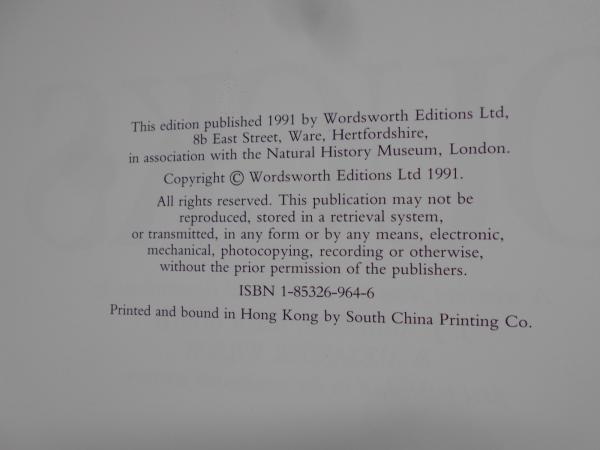 This edition published 1991 by Wordsworth Editions Ltd,
8b East Street, Ware, Hertfordshire,
in association with the Natural History Museum, London.
Copyright © Wordsworth Editions Ltd 1991.
All rights reserved. This publication may not be
reproduced, stored in a retrieval system,
or transmitted, in any form or by any means, electronic,
mechanical, photocopying, recording or otherwise,
without the prior permission of the publishers.
ISBN 1-85326-964-6
Printed and bound in Hong Kong by South China Printing Co.